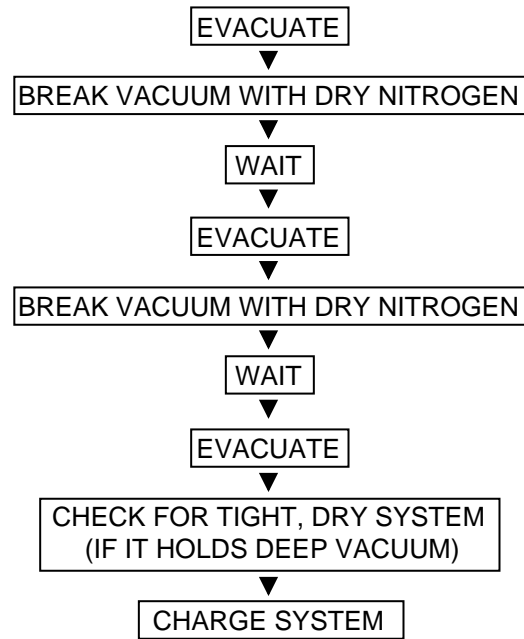 EVACUATE
BREAK VACUUM WITH DRY NITROGEN
WAIT
EVACUATE
BREAK VACUUM WITH DRY NITROGEN
WAIT
EVACUATE
CHECK FOR TIGHT, DRY SYSTEM
(IF IT HOLDS DEEP VACUUM)
CHARGE SYSTEM